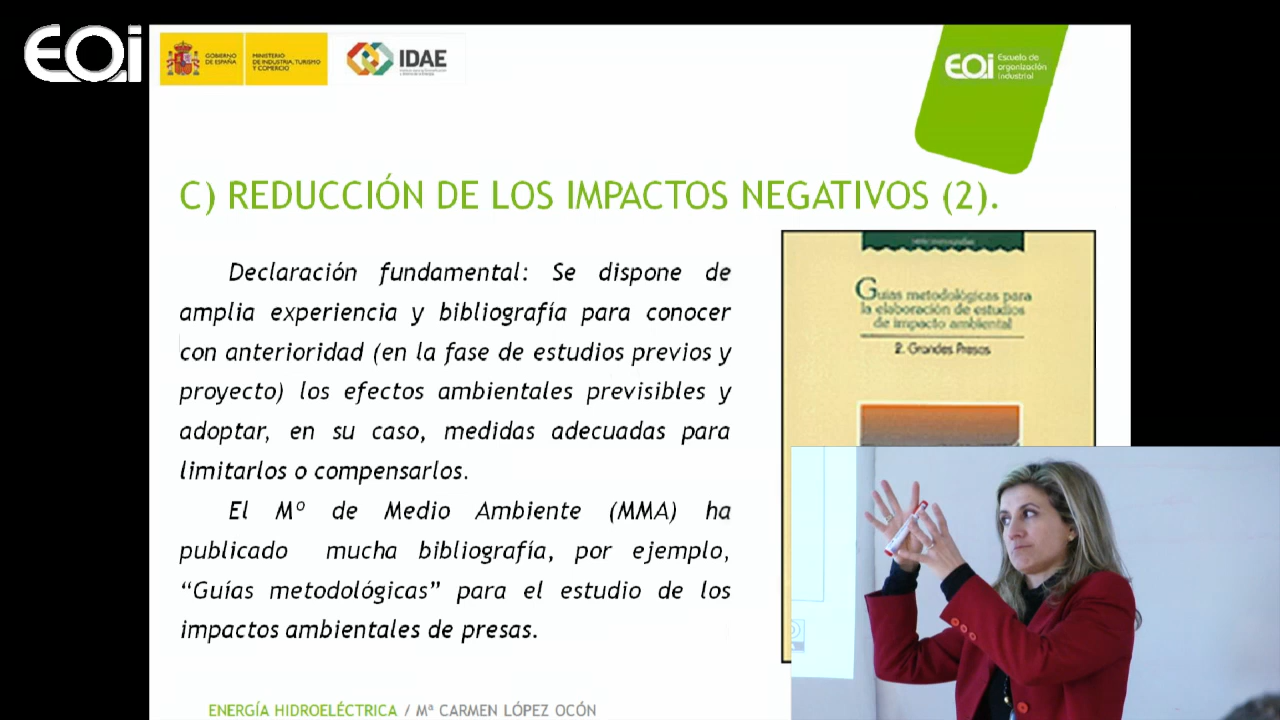 EOi
GOBIERNO
DE ESPAÑA
MINISTERIO
DE INDUSTRIA, TURISMO
Y COMERCIO
IDAE
EOi
Escuela de
organización
industrial
C) REDUCCIÓN DE LOS IMPACTOS NEGATIVOS (2).
Declaración fundamental: Se dispone de
amplia experiencia y bibliografía para conocer
con anterioridad (en la fase de estudios previos y
proyecto) los efectos ambientales previsibles y
adoptar, en su caso, medidas adecuadas para
limitarlos o compensarlos.
El Mº de Medio Ambiente (MMA) ha
publicado mucha bibliografía, por ejemplo,
“Guías metodológicas” para el estudio de los
impactos ambientales de presas.
Guías metodológicas para
la elaboración de estudios
de impacto ambiental
2. Grandes Presas
ENERGÍA HIDROELÉCTRICA / Mª CARMEN LÓPEZ OCÓN